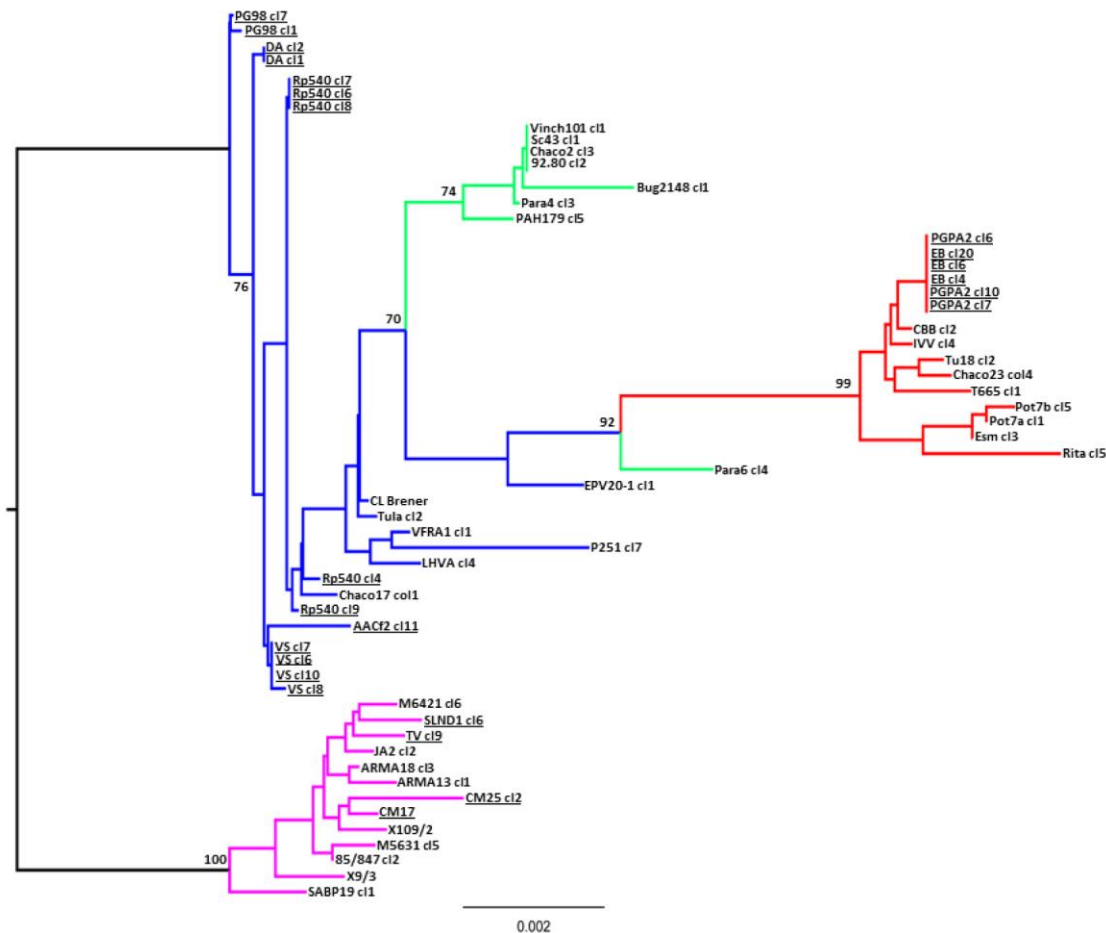 PG98 cl7
PG98 cl1
DA cl2
DA cl1
Rp540 cl7
Rp540 cl6
Rp540 cl8
Vinch101 cl1
Sc43 cl1
Chaco2 cl3
92.80 cl2
Bug2148 cl1
74
Para4 cl3
PAH179 cl5
PGPA2 cl6
EB cl20
EB cl6
EB cl4
PGPA2 cl10
PGPA2 cl7
76
70
CBB cl2
IVV cl4
Tu18 cl2
Chaco23 col4
99
T665 cl1
Pot7b cl5
Pot7a cl1
Esm cl3
92
Rita cl5
Para6 cl4
EPV20-1 cl1
CL Brener
Tula cl2
VFRA1 cl1
P251 cl7
LHVA cl4
Rp540 cl4
Chaco17 col1
Rp540 cl9
AACf2 cl11
VS cl7
VS cl6
VS cl10
VS cl8
M6421 cl6
SLND1 cl6
TV cl9
JA2 cl2
ARMA18 cl3
ARMA13 cl1
CM25 cl2
CM17
X109/2
M5631 cl5
100
85/847 cl2
X9/3
SABP19 cl1
0.002